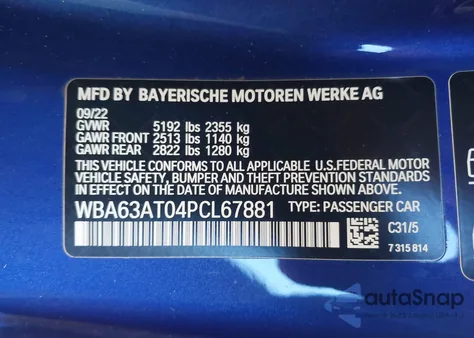 MFD BY BAYERISCHE MOTOREN WERKE AG
09/22
GVWR 5192 lbs 2355 kg
GAWR FRONT 2513 lbs 1140 kg
GAWR REAR 2822 lbs 1280 kg
THIS VEHICLE CONFORMS TO ALL APPLICABLE U.S.FEDERAL MOTOR
VEHICLE SAFETY, BUMPER AND THEFT PREVENTION STANDARDS
IN EFFECT ON THE DATE OF MANUFACTURE SHOWN ABOVE.
WBA63AT04PCL67881 TYPE: PASSENGER CAR
C31/5
7 315 814
autoSnap